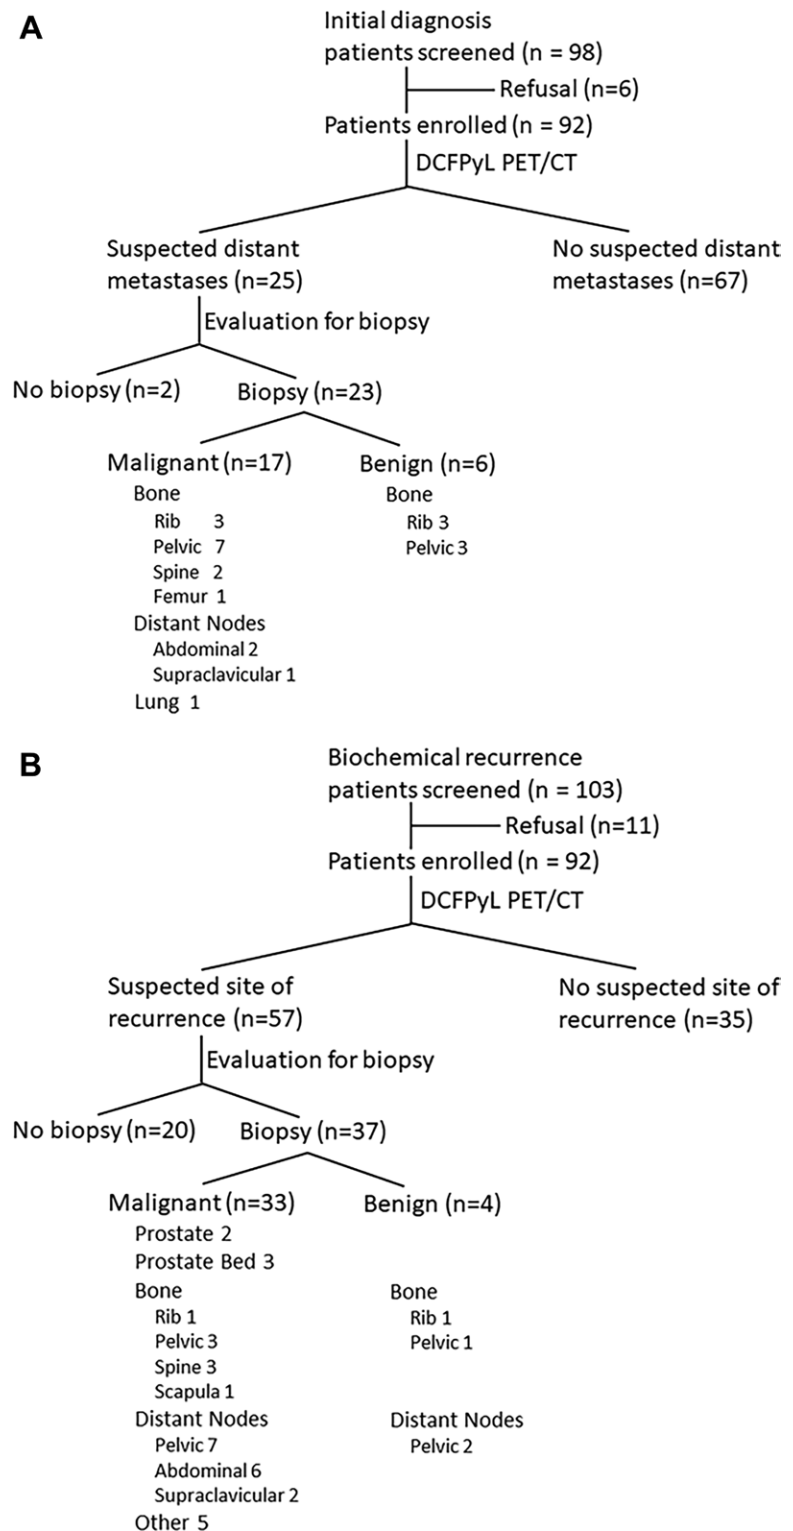 A
Initial diagnosis
patients screened (n = 98)
Refusal (n=6)
Patients enrolled (n = 92)
DCFPyL PET/CT
Suspected distant
metastases (n=25)
No suspected distant
metastases (n=67)
Evaluation for biopsy
No biopsy (n=2)
Biopsy (n=23)
Malignant (n=17)
Bone
Rib 3
Pelvic 7
Spine 2
Femur 1
Distant Nodes
Abdominal 2
Supraclavicular 1
Lung 1
Benign (n=6)
Bone
Rib 3
Pelvic 3
B
Biochemical recurrence
patients screened (n = 103)
Refusal (n=11)
Patients enrolled (n = 92)
DCFPyL PET/CT
Suspected site of
recurrence (n=57)
No suspected site of
recurrence (n=35)
Evaluation for biopsy
No biopsy (n=20)
Biopsy (n=37)
Malignant (n=33)
Prostate 2
Prostate Bed 3
Bone
Rib 1
Pelvic 3
Spine 3
Scapula 1
Distant Nodes
Pelvic 7
Abdominal 6
Supraclavicular 2
Other 5
Benign (n=4)
Bone
Rib 1
Pelvic 1
Distant Nodes
Pelvic 2